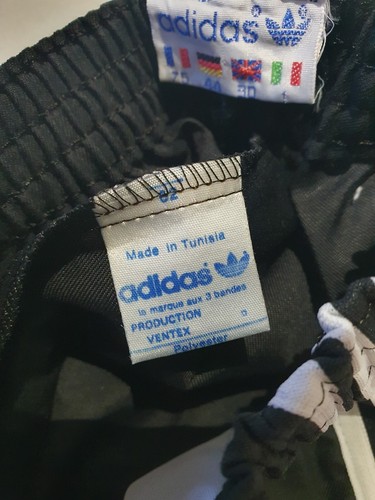 adidas
Made in Tunisia
adidas
la marque aux 3 bandes
PRODUCTION
VENTEX
Polyester